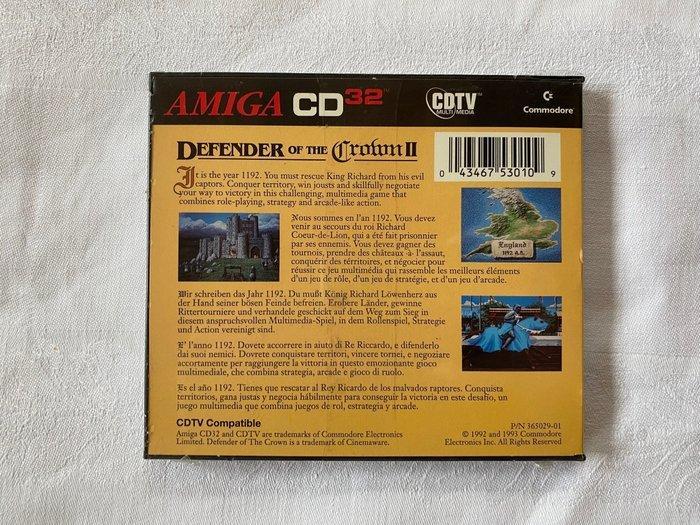 AMIGA CD32™
CDTV™
MULTIMEDIA
Commodore
DEFENDER OF THE Crown II
0 43467 53010 9
It is the year 1192. You must rescue King Richard from his evil
captors. Conquer territory, win jousts and skillfully negotiate
your way to victory in this challenging, multimedia game that
combines role-playing, strategy and arcade-like action.
Nous sommes en l'an 1192. Vous devez
venir au secours du roi Richard
Coeur-de-Lion, qui a été fait prisonnier
par ses ennemis. Vous devez gagner des
tournois, prendre des châteaux -à- l'assaut,
conquérir des térritoires, et négocier pour
réussir ce jeu multimédia qui rassemble les meilleurs éléments
d'un jeu de rôle, d'un jeu de stratégie, et d'un jeu d'arcade.
England
1192 A.D.
Wir schreiben das Jahr 1192. Du mußt König Richard Löwenherz aus
der Hand seiner bösen Feinde befreien. Erobere Länder, gewinne
Rittertourniere und verhandele geschickt auf dem Weg zum Sieg in
diesem anspruchsvollen Multimedia-Spiel, in dem Rollenspiel, Strategie
und Action vereinigt sind.
E' l'anno 1192. Dovete accorrere in aiuto di Re Riccardo, e difenderlo
dai suoi nemici. Dovrete conquistare territori, vincere tornei, e negoziare
accortamente per raggiungere la vittoria in questo emozionante gioco
multimediale, che combina strategia, arcade e gioco di ruolo.
Es el año 1192. Tienes que rescatar al Rey Ricardo de los malvados raptores. Conquista
territorios, gana justas y negocia hábilmente para conseguir la victoria en este desafío, un
juego multimedia que combina juegos de rol, estrategia y arcade.
CDTV Compatible
Amiga CD32 and CDTV are trademarks of Commodore Electronics
Limited. Defender of The Crown is a trademark of Cinemaware.
P/N 365029-01
© 1992 and 1993 Commodore
Electronics Inc. All Rights Reserved